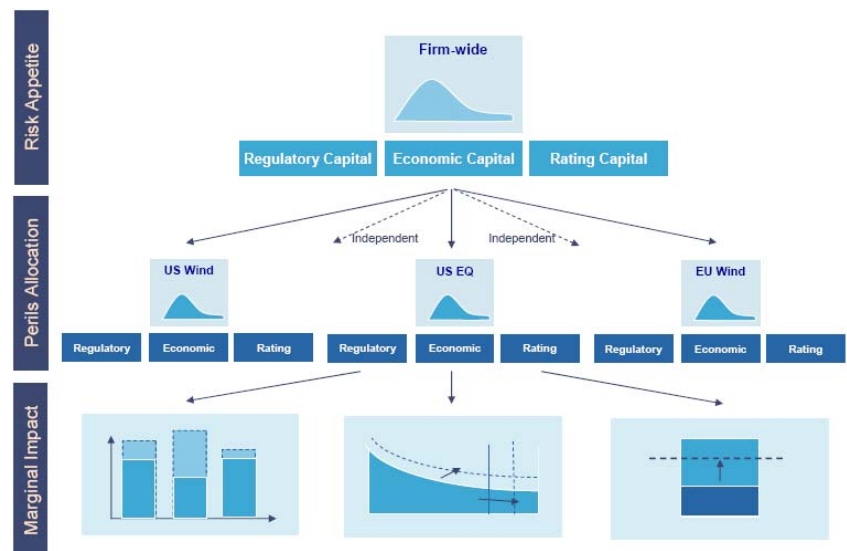 Risk Appetite
Firm-wide
Regulatory Capital
Economic Capital
Rating Capital
Perils Allocation
Independent
Independent
US Wind
US EQ
EU Wind
Regulatory
Economic
Rating
Regulatory
Economic
Rating
Regulatory
Economic
Rating
Marginal Impact